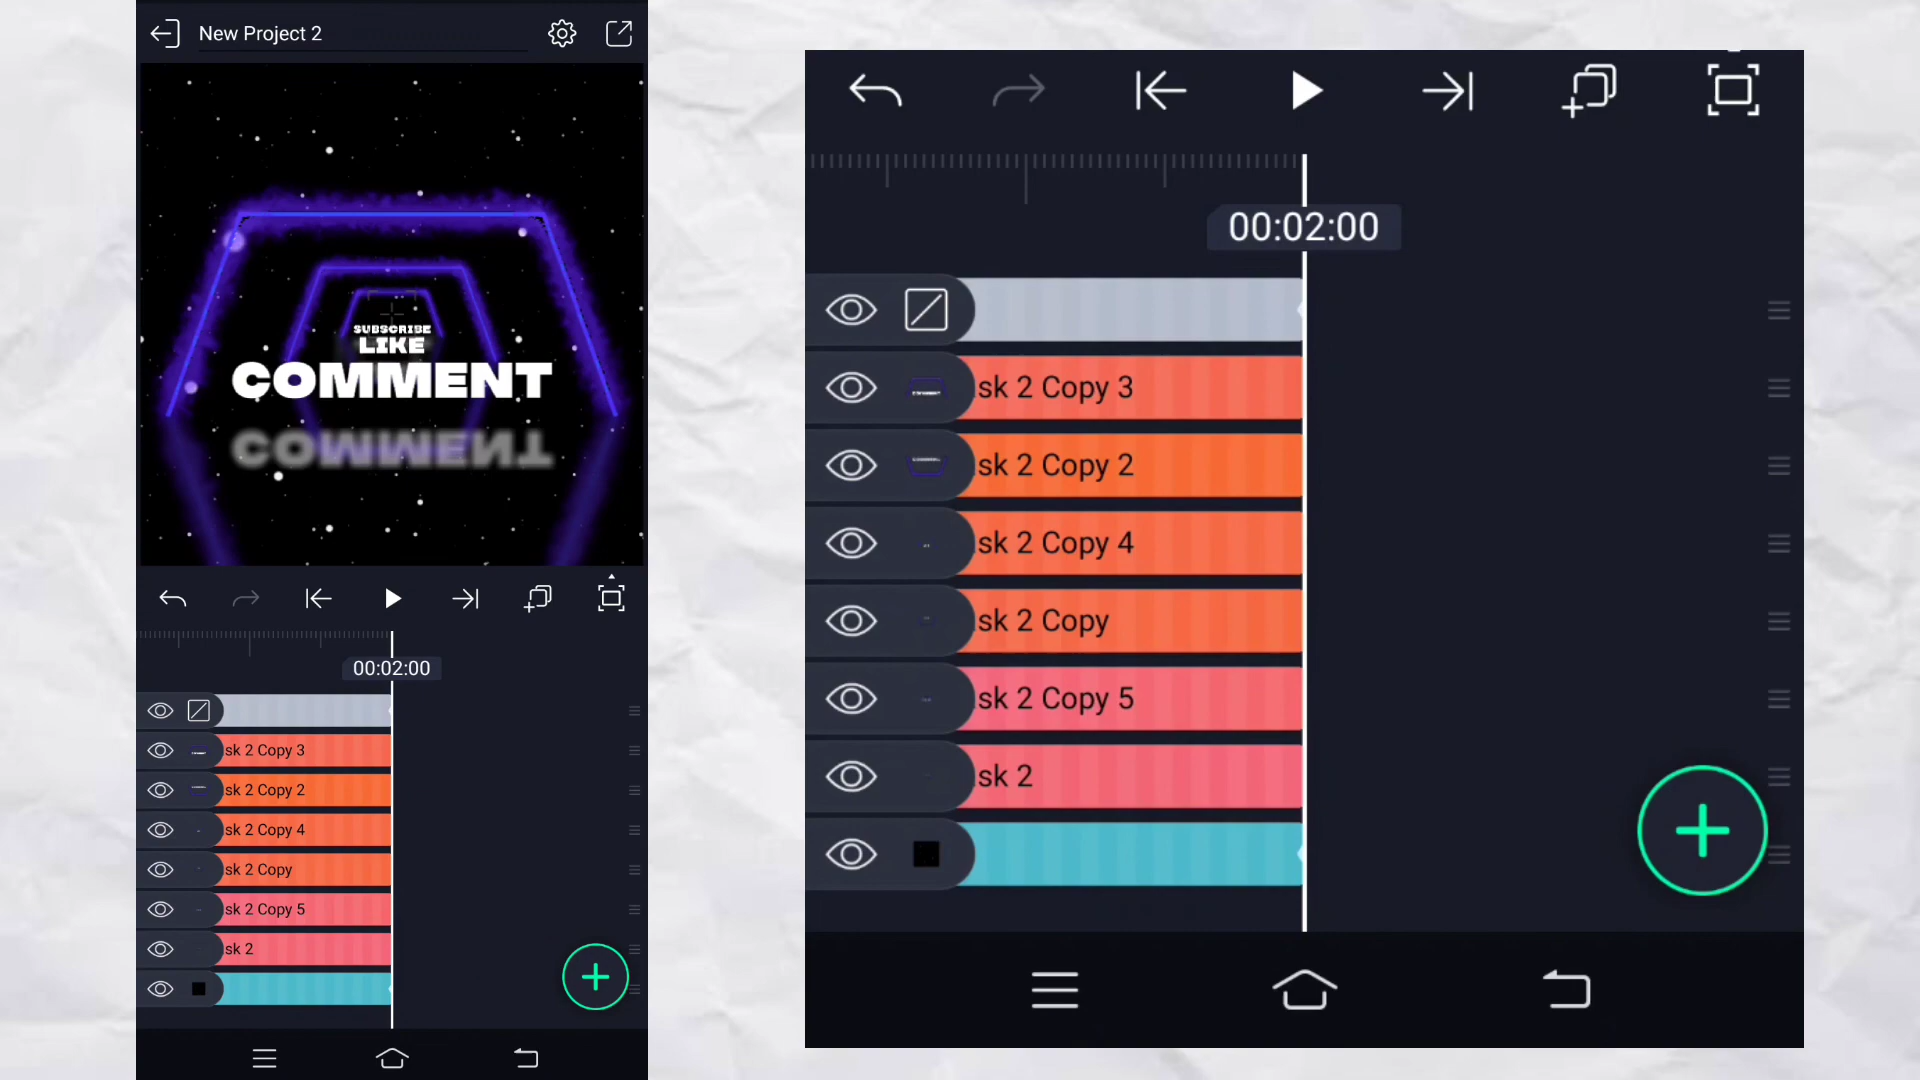 New Project 2
SUBSCRIBE
LIKE
COMMENT
COMMENT
00:02:00
sk 2 Copy 3
sk 2 Copy 2
sk 2 Copy 4
sk 2 Copy
sk 2 Copy 5
sk 2
00:02:00
sk 2 Copy 3
sk 2 Copy 2
sk 2 Copy 4
sk 2 Copy
sk 2 Copy 5
sk 2